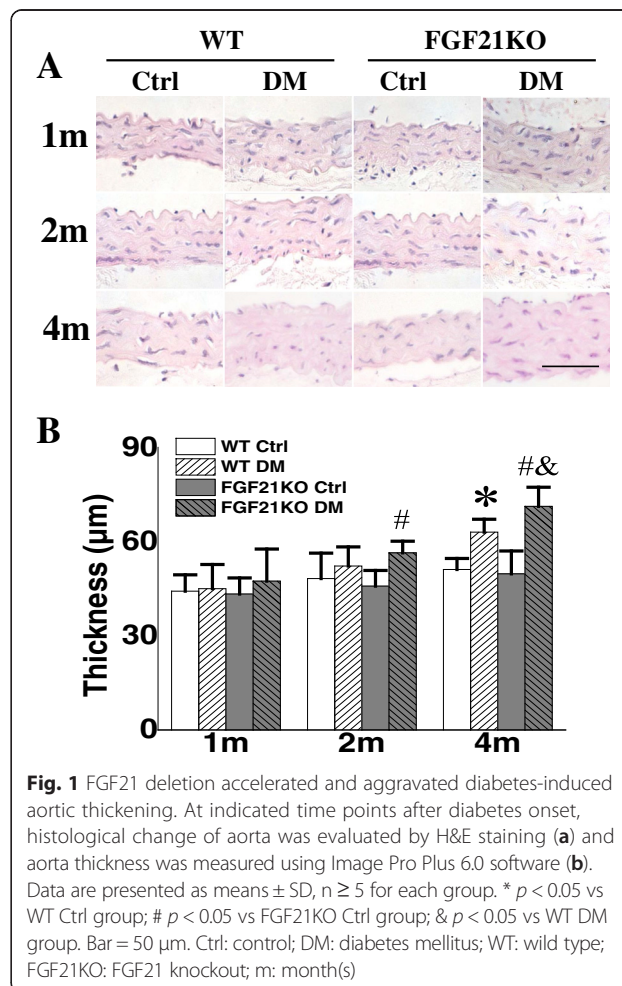 WT FGF21KO
A
Ctrl DM Ctrl DM
1m
2m
4m
B
90
60
30
0
Thickness (µm)
WT Ctrl
WT DM
FGF21KO Ctrl
FGF21KO DM
#
*
#&
1m 2m 4m
Fig. 1 FGF21 deletion accelerated and aggravated diabetes-induced
aortic thickening. At indicated time points after diabetes onset,
histological change of aorta was evaluated by H&E staining (a) and
aorta thickness was measured using Image Pro Plus 6.0 software (b).
Data are presented as means ± SD, n ≥ 5 for each group. * p < 0.05 vs
WT Ctrl group; # p < 0.05 vs FGF21KO Ctrl group; & p < 0.05 vs WT DM
group. Bar = 50 µm. Ctrl: control; DM: diabetes mellitus; WT: wild type;
FGF21KO: FGF21 knockout; m: month(s)